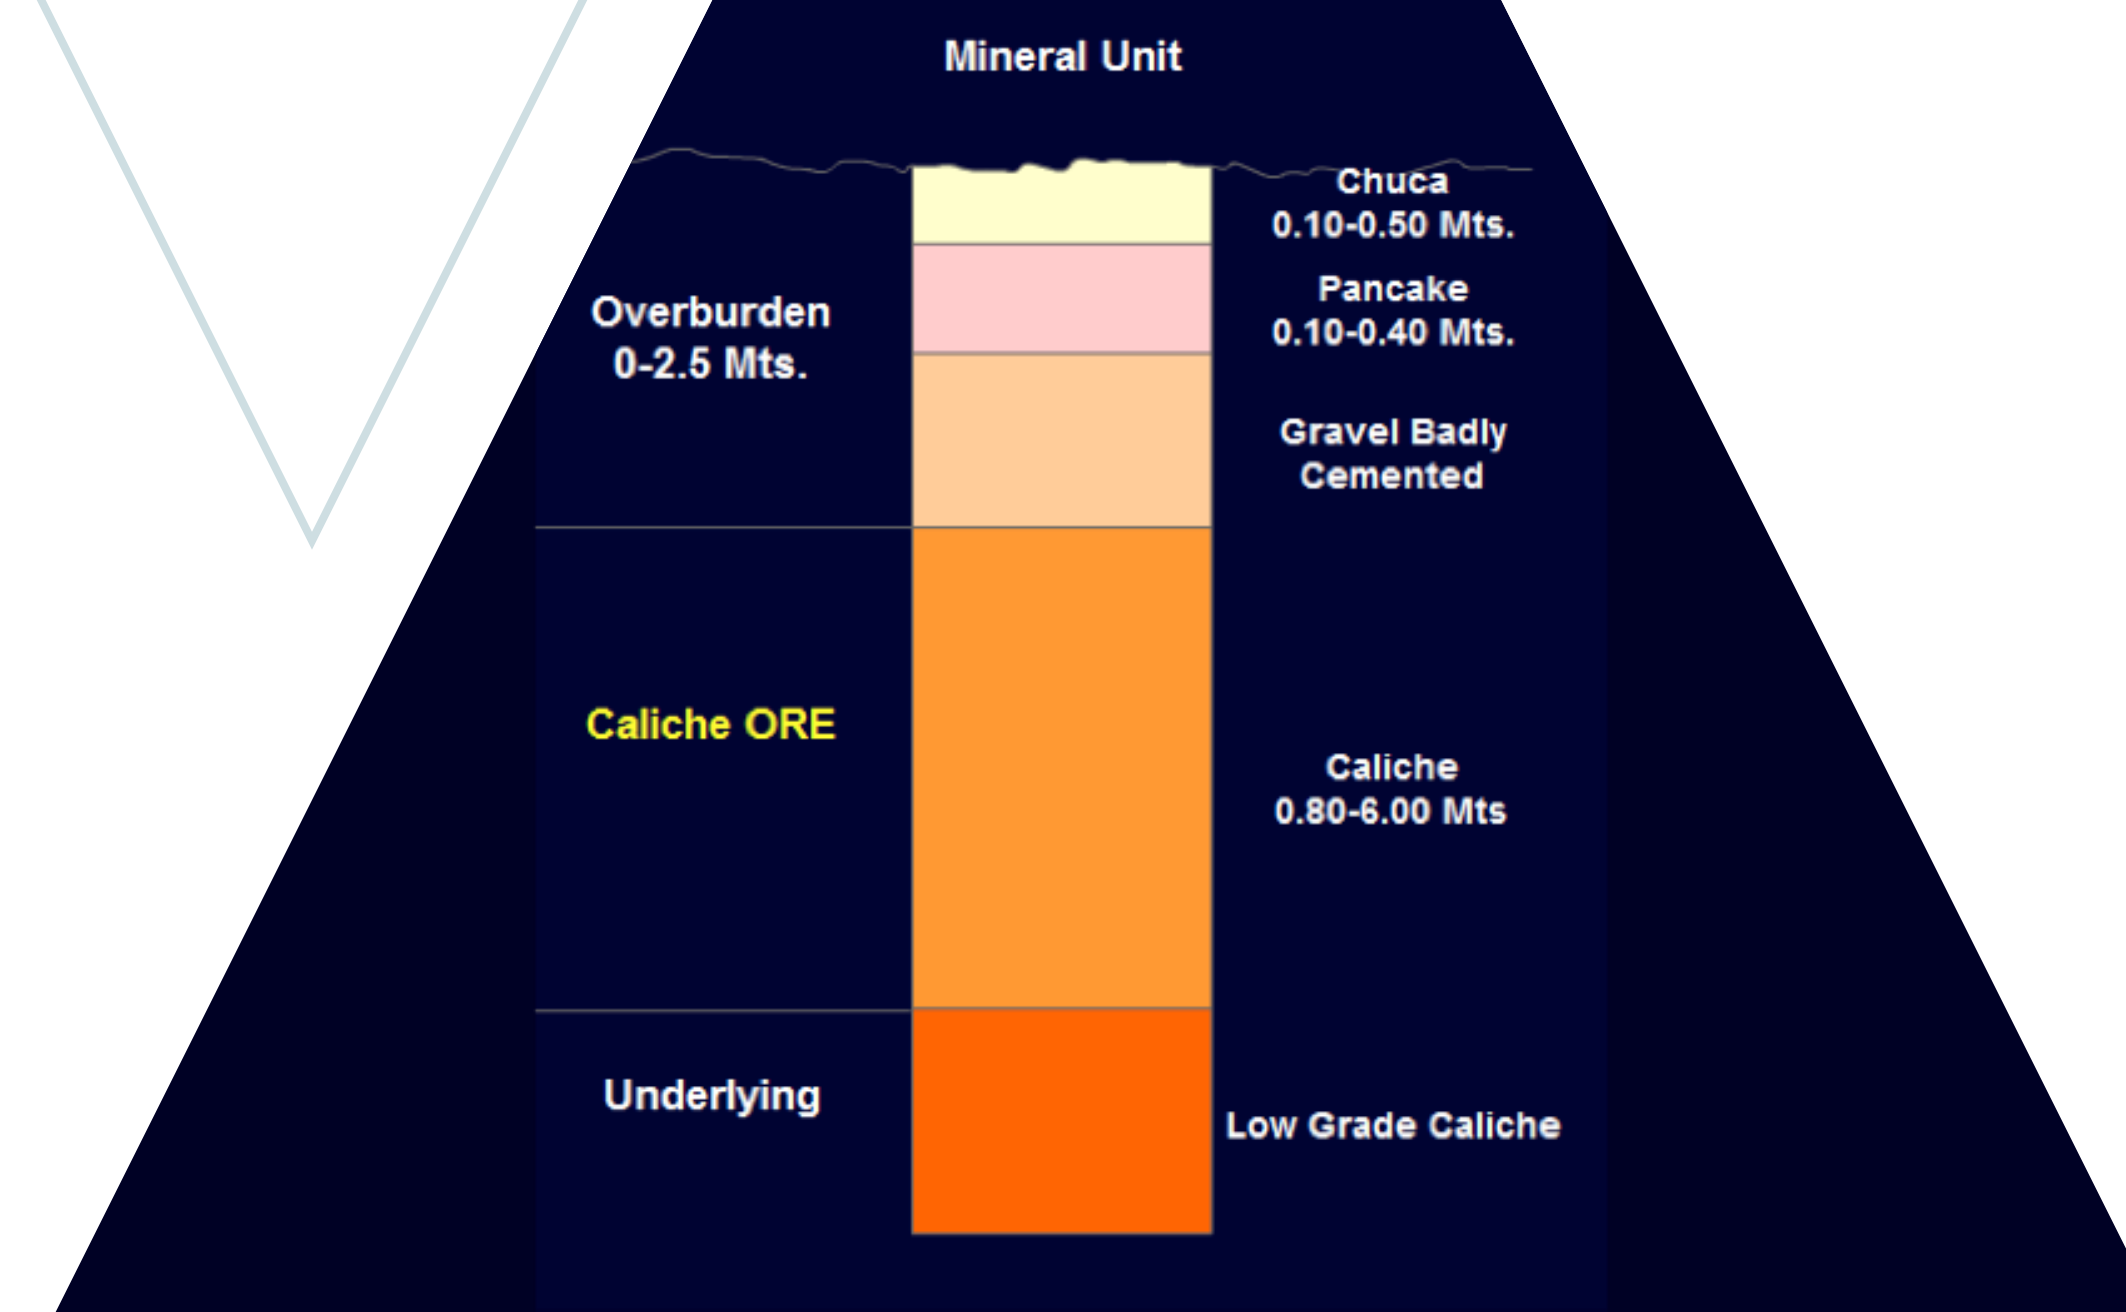 Mineral Unit
Chuca
0.10-0.50 Mts.
Pancake
0.10-0.40 Mts.
Overburden
0-2.5 Mts.
Gravel Badly
Cemented
Caliche ORE
Caliche
0.80-6.00 Mts
Underlying
Low Grade Caliche